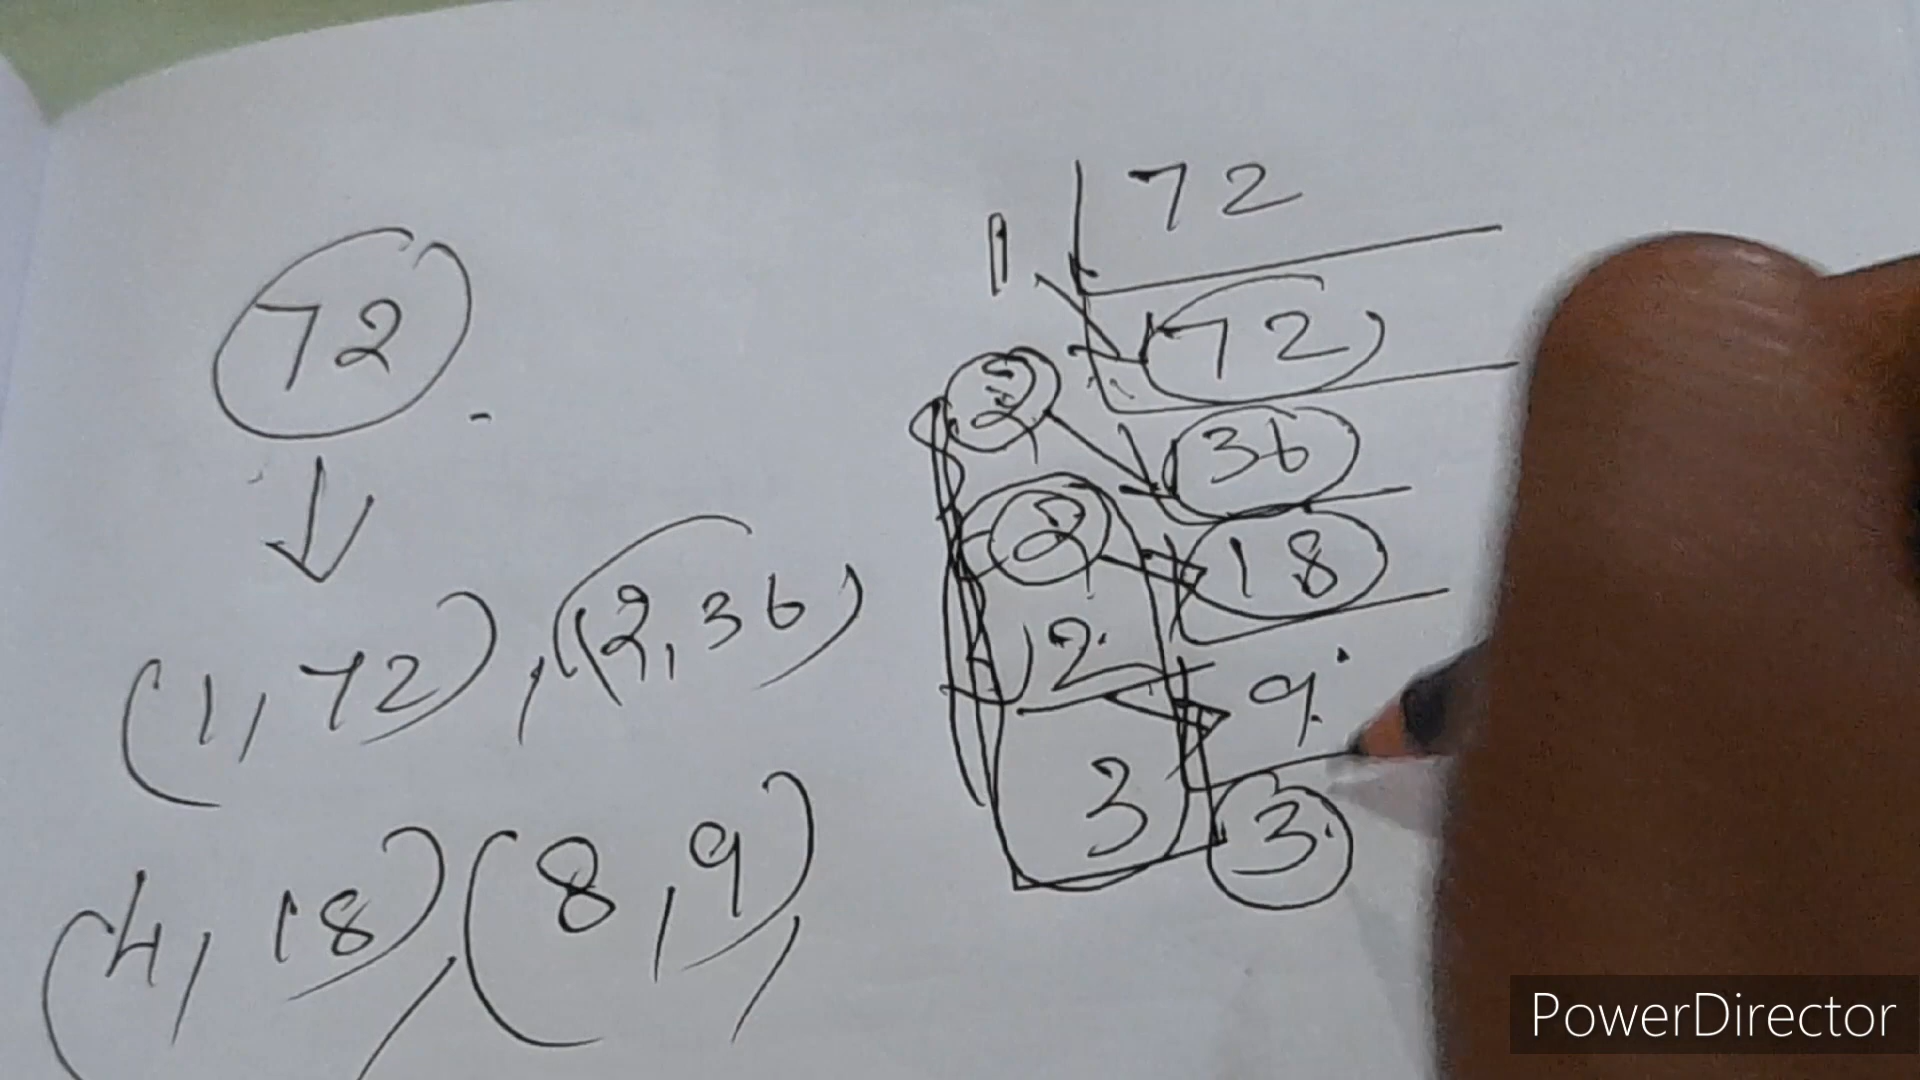 72
(1, 72), (2, 36)
(4, 18), (8, 9),
72
1 72
2 36
2 18
2 9
3 3
PowerDirector